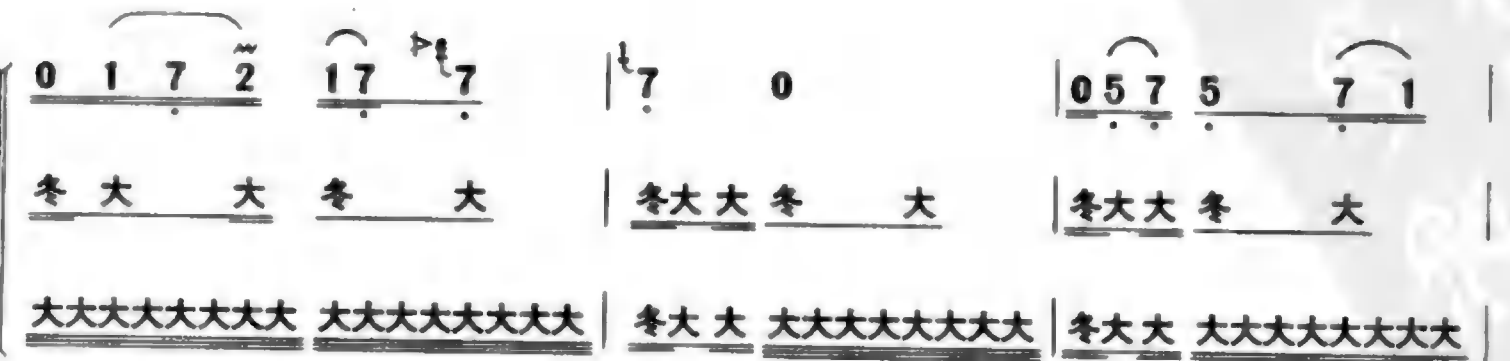 0 1 7 2 1 7 7 | 7 0 | 0 5 7 5 7 1 |
冬 大 大 冬 大 | 冬大 大 冬 大 | 冬大大 冬 大 |
大大大大大大大大 大大大大大大大大 | 冬大 大 大大大大大大大大 | 冬大大 大大大大大大大大 |